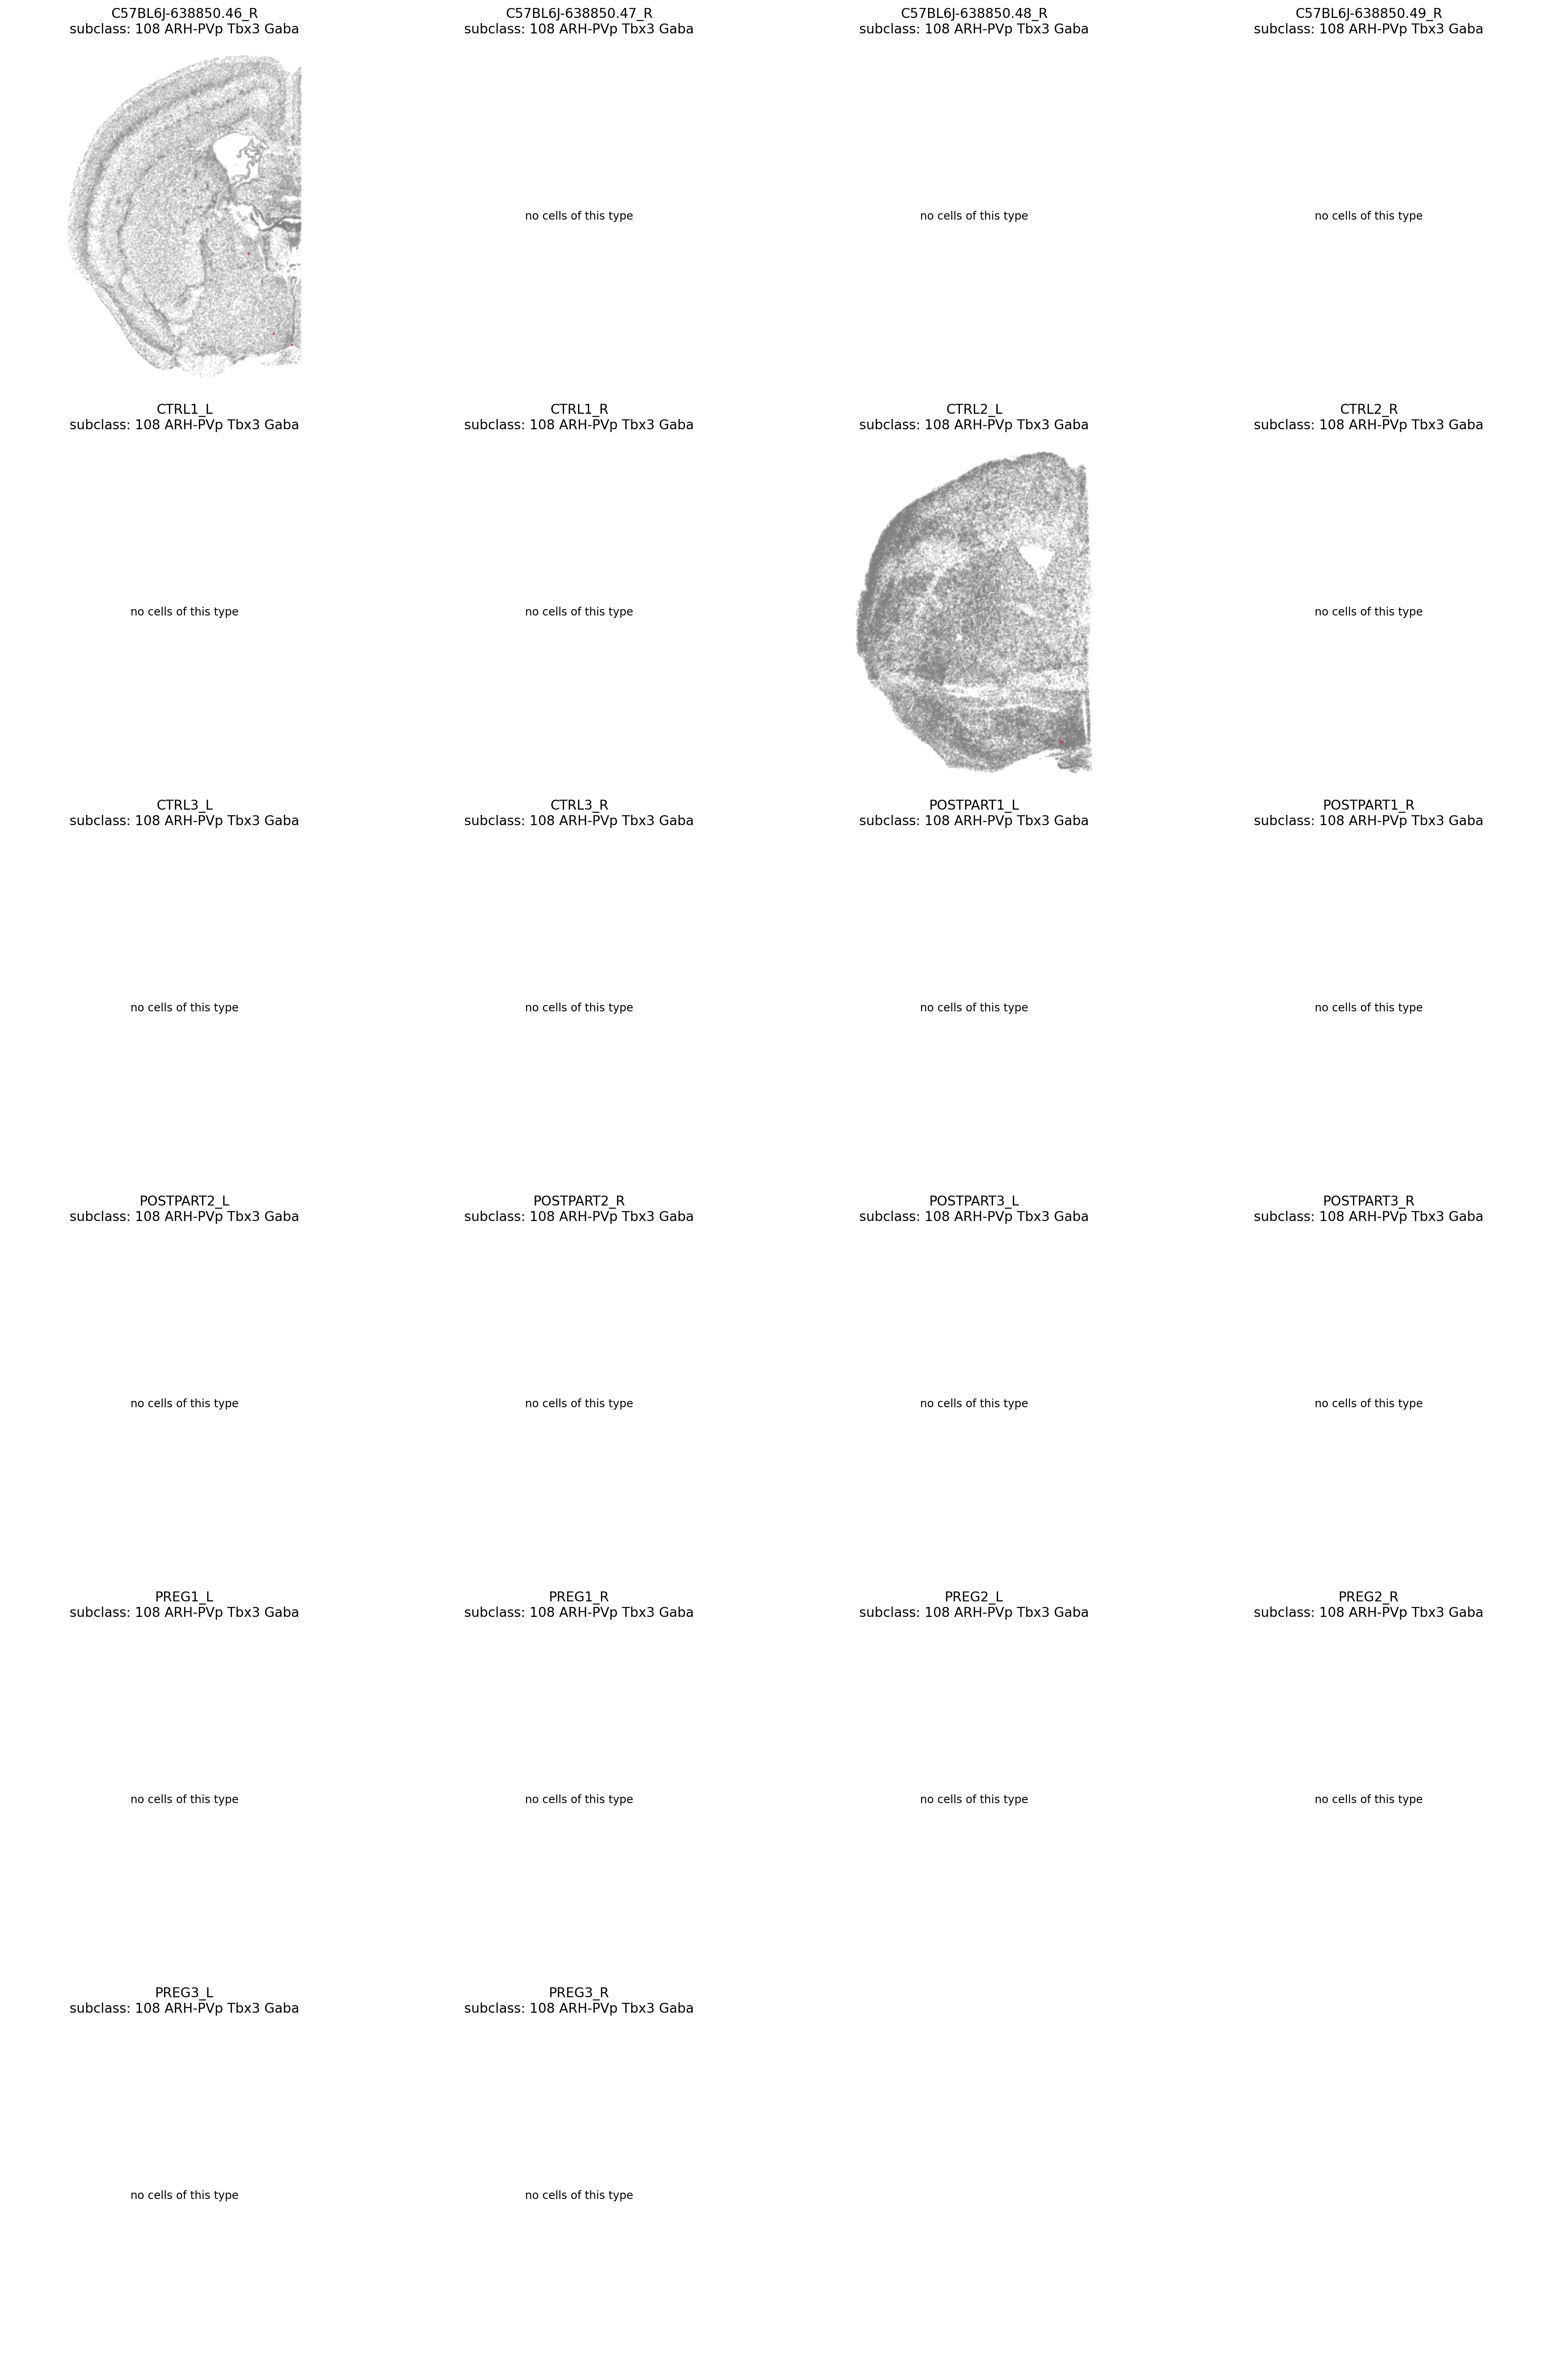 C57BL6J-638850.46_R
subclass: 108 ARH-PVp Tbx3 Gaba
C57BL6J-638850.47_R
subclass: 108 ARH-PVp Tbx3 Gaba
no cells of this type
C57BL6J-638850.48_R
subclass: 108 ARH-PVp Tbx3 Gaba
no cells of this type
C57BL6J-638850.49_R
subclass: 108 ARH-PVp Tbx3 Gaba
no cells of this type
CTRL1_L
subclass: 108 ARH-PVp Tbx3 Gaba
no cells of this type
CTRL1_R
subclass: 108 ARH-PVp Tbx3 Gaba
no cells of this type
CTRL2_L
subclass: 108 ARH-PVp Tbx3 Gaba
CTRL2_R
subclass: 108 ARH-PVp Tbx3 Gaba
no cells of this type
CTRL3_L
subclass: 108 ARH-PVp Tbx3 Gaba
no cells of this type
CTRL3_R
subclass: 108 ARH-PVp Tbx3 Gaba
no cells of this type
POSTPART1_L
subclass: 108 ARH-PVp Tbx3 Gaba
no cells of this type
POSTPART1_R
subclass: 108 ARH-PVp Tbx3 Gaba
no cells of this type
POSTPART2_L
subclass: 108 ARH-PVp Tbx3 Gaba
no cells of this type
POSTPART2_R
subclass: 108 ARH-PVp Tbx3 Gaba
no cells of this type
POSTPART3_L
subclass: 108 ARH-PVp Tbx3 Gaba
no cells of this type
POSTPART3_R
subclass: 108 ARH-PVp Tbx3 Gaba
no cells of this type
PREG1_L
subclass: 108 ARH-PVp Tbx3 Gaba
no cells of this type
PREG1_R
subclass: 108 ARH-PVp Tbx3 Gaba
no cells of this type
PREG2_L
subclass: 108 ARH-PVp Tbx3 Gaba
no cells of this type
PREG2_R
subclass: 108 ARH-PVp Tbx3 Gaba
no cells of this type
PREG3_L
subclass: 108 ARH-PVp Tbx3 Gaba
no cells of this type
PREG3_R
subclass: 108 ARH-PVp Tbx3 Gaba
no cells of this type